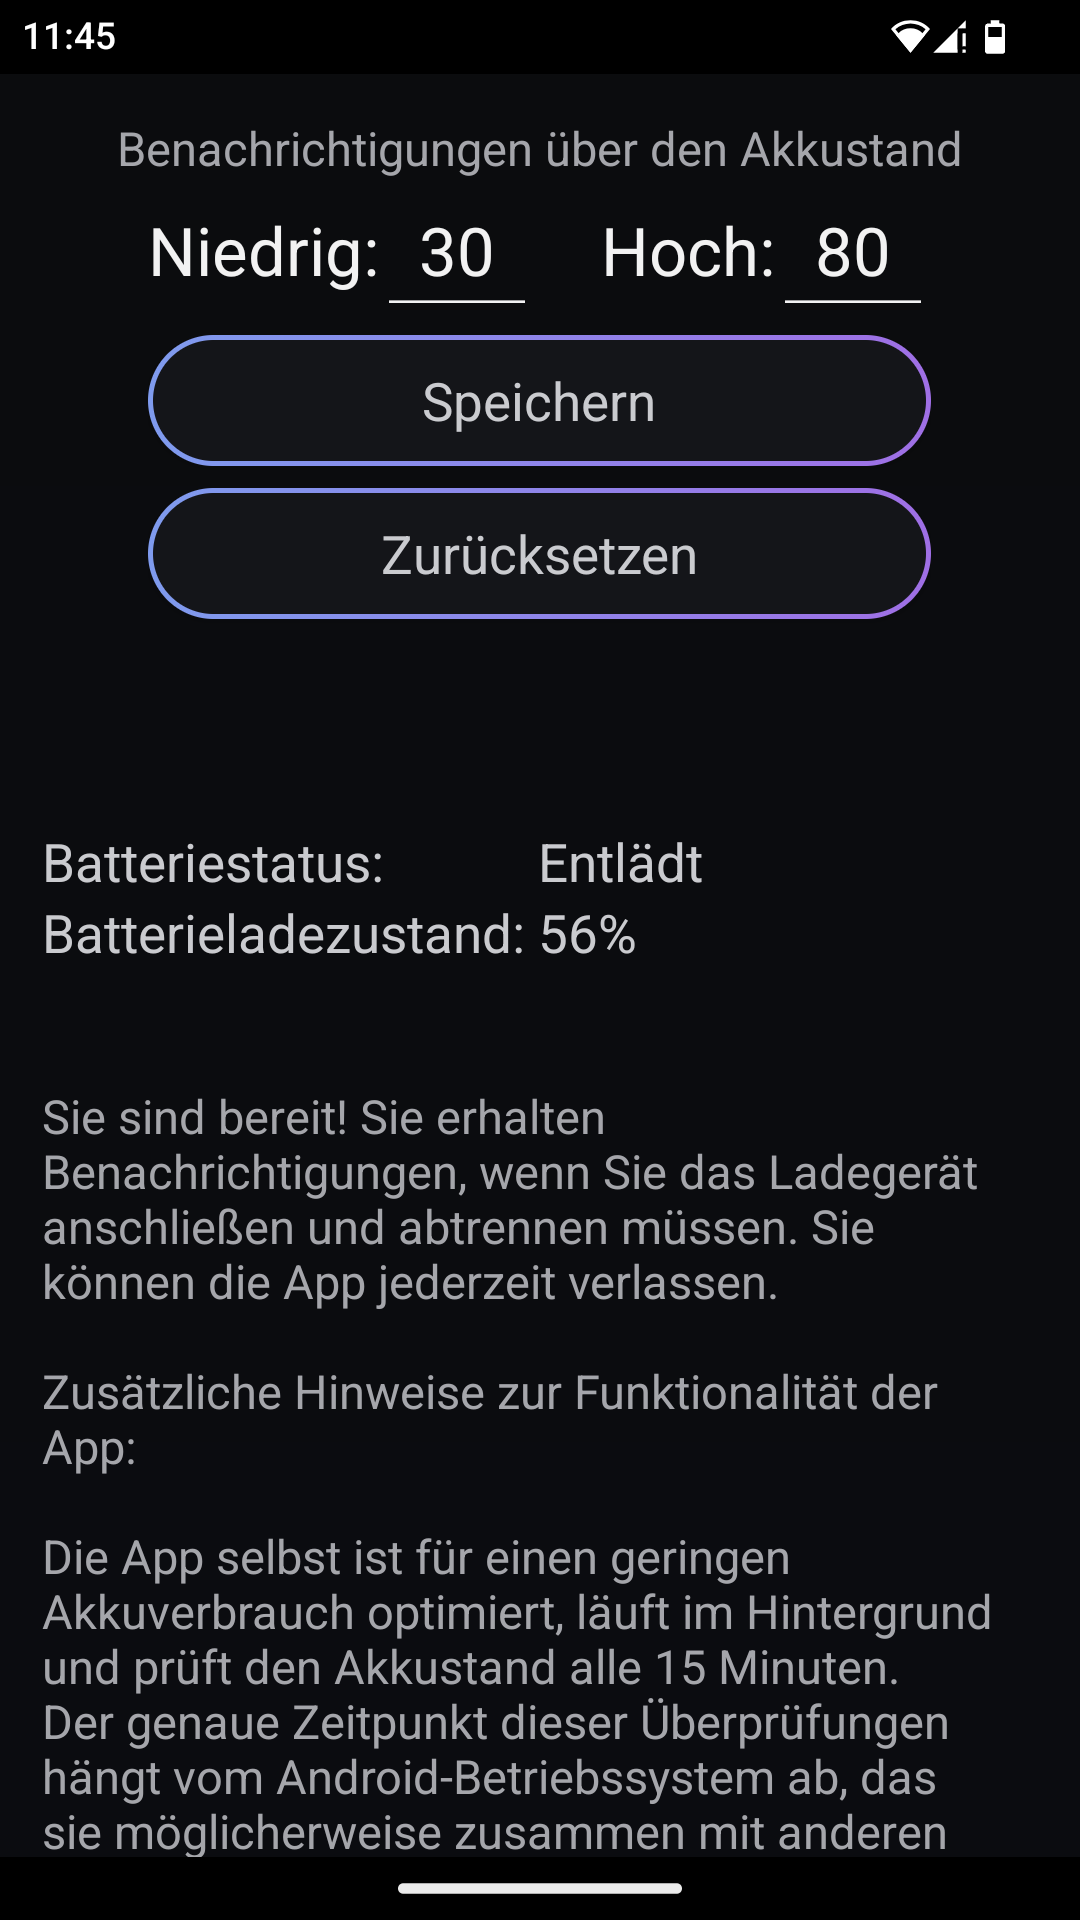 11:45
Benachrichtigungen über den Akkustand
Niedrig: 30 Hoch: 80
Speichern
Zurücksetzen
Batteriestatus: Entlädt
Batterieladezustand: 56%
Sie sind bereit! Sie erhalten
Benachrichtigungen, wenn Sie das Ladegerät
anschließen und abtrennen müssen. Sie
können die App jederzeit verlassen.
Zusätzliche Hinweise zur Funktionalität der
App:
Die App selbst ist für einen geringen
Akkuverbrauch optimiert, läuft im Hintergrund
und prüft den Akkustand alle 15 Minuten.
Der genaue Zeitpunkt dieser Überprüfungen
hängt vom Android-Betriebssystem ab, das
sie möglicherweise zusammen mit anderen